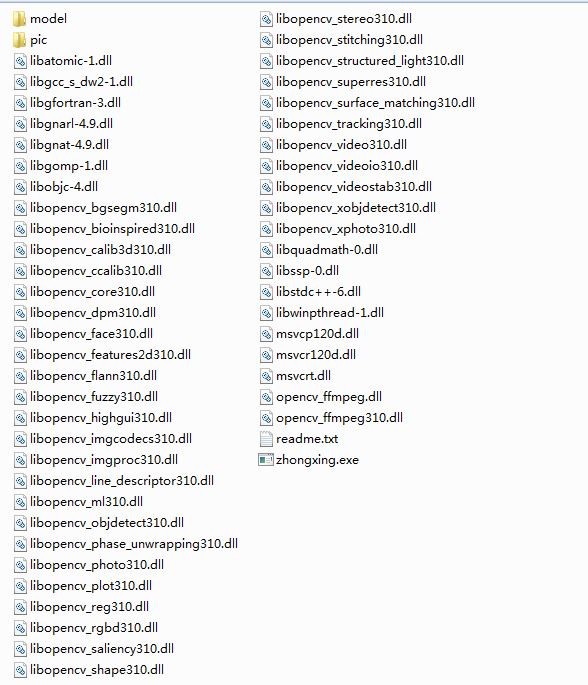 model
pic
libatomic-1.dll
libgcc_s_dw2-1.dll
libgfortran-3.dll
libgnarl-4.9.dll
libgnat-4.9.dll
libgomp-1.dll
libobjc-4.dll
libopencv_bgsegm310.dll
libopencv_bioinspired310.dll
libopencv_calib3d310.dll
libopencv_ccalib310.dll
libopencv_core310.dll
libopencv_dpm310.dll
libopencv_face310.dll
libopencv_features2d310.dll
libopencv_flann310.dll
libopencv_fuzzy310.dll
libopencv_highgui310.dll
libopencv_imgcodecs310.dll
libopencv_imgproc310.dll
libopencv_line_descriptor310.dll
libopencv_ml310.dll
libopencv_objdetect310.dll
libopencv_phase_unwrapping310.dll
libopencv_photo310.dll
libopencv_plot310.dll
libopencv_reg310.dll
libopencv_rgbd310.dll
libopencv_saliency310.dll
libopencv_shape310.dll
libopencv_stereo310.dll
libopencv_stitching310.dll
libopencv_structured_light310.dll
libopencv_superres310.dll
libopencv_surface_matching310.dll
libopencv_tracking310.dll
libopencv_video310.dll
libopencv_videoio310.dll
libopencv_videostab310.dll
libopencv_xobjdetect310.dll
libopencv_xphoto310.dll
libquadmath-0.dll
libssp-0.dll
libstdc++-6.dll
libwinpthread-1.dll
msvcp120d.dll
msvcr120d.dll
msvcrt.dll
opencv_ffmpeg.dll
opencv_ffmpeg310.dll
readme.txt
zhongxing.exe